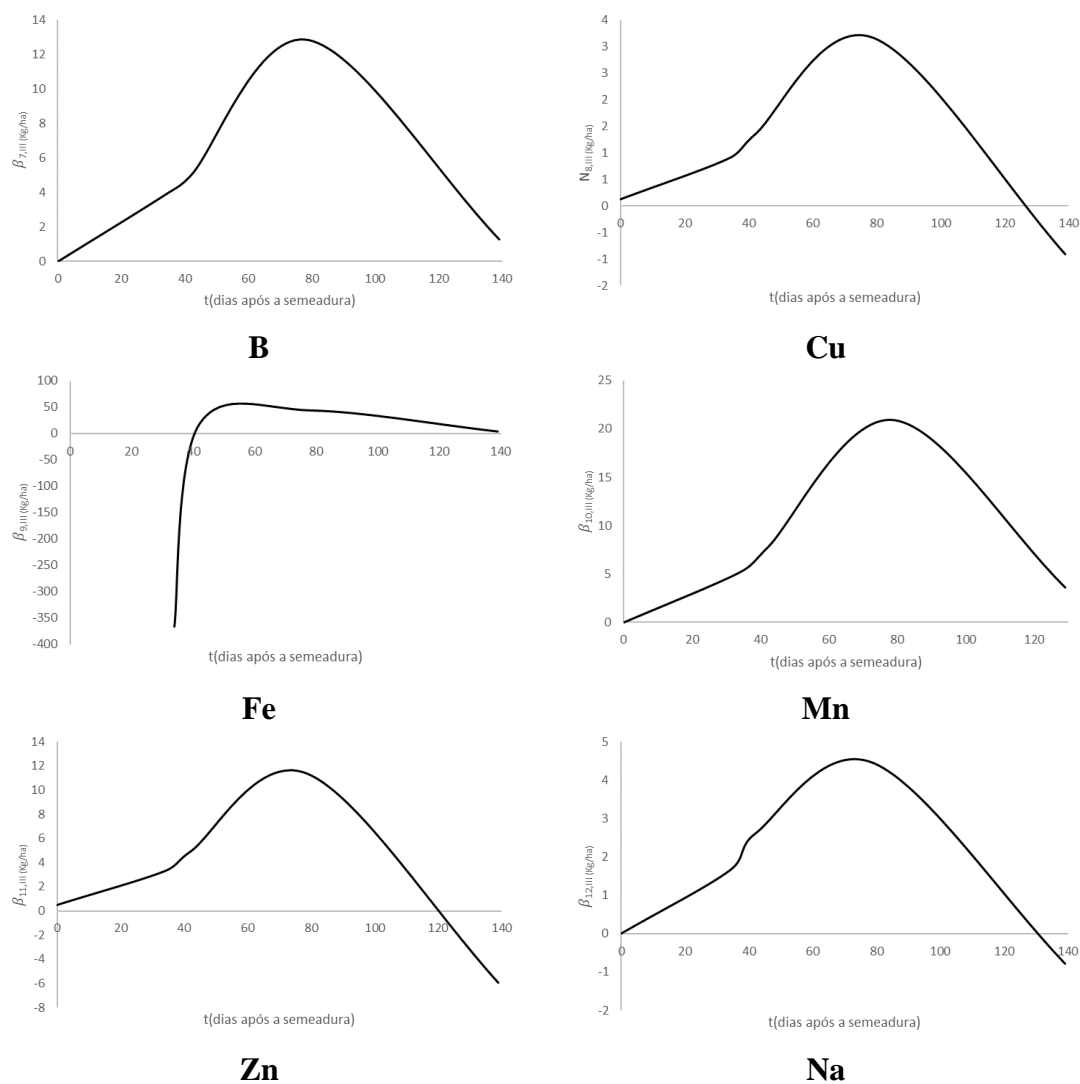 14
12
10
8
6
4
2
0
β7,III (Kg/ha)
0 20 40 60 80 100 120 140
t(dias após a semeadura)
B
4
3
3
2
2
1
1
0
-1
-1
-2
N8,III (Kg/ha)
0 20 40 60 80 100 120 140
t(dias após a semeadura)
Cu
100
50
0
-50
-100
-150
-200
-250
-300
-350
-400
β9,III (Kg/ha)
0 20 40 60 80 100 120 140
t(dias após a semeadura)
Fe
25
20
15
10
5
0
β10,III (Kg/ha)
0 20 40 60 80 100 120
t(dias após a semeadura)
Mn
14
12
10
8
6
4
2
0
-2
-4
-6
-8
β11,III (Kg/ha)
0 20 40 60 80 100 120 140
t(dias após a semeadura)
Zn
5
4
3
2
1
0
-1
-2
β12,III (Kg/ha)
0 20 40 60 80 100 120 140
t(dias após a semeadura)
Na